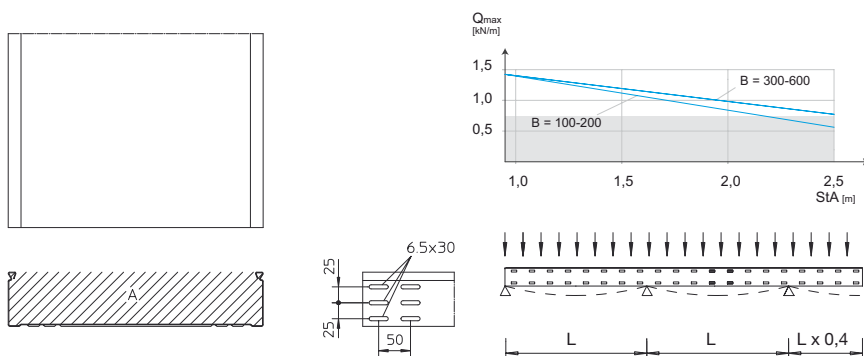 Qmax
[kN/m]
1,5
B = 300-600
1,0
B = 100-200
0,5
1,0 1,5 2,0 2,5
StA [m]
6.5x30
25
25
50
A
L L L x 0,4